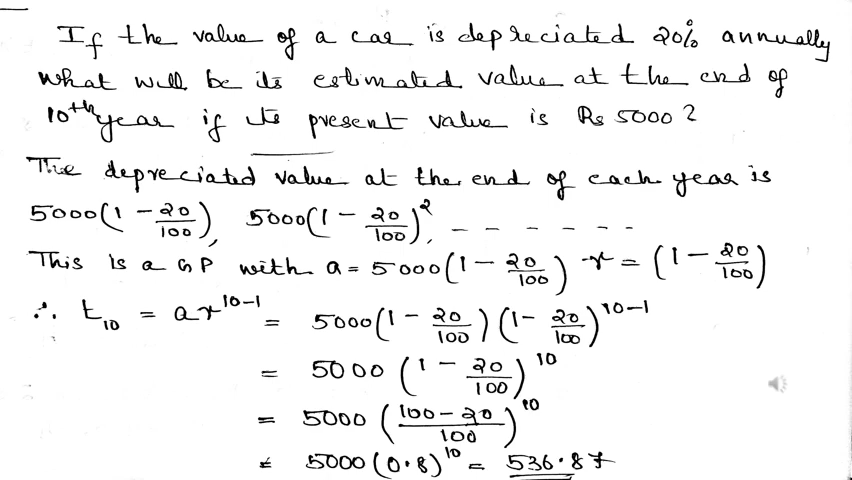 If the value of a car is depreciated 20% annually
what will be its estimated value at the end of
10th year if its present value is Rs 5000?
The depreciated value at the end of each year is
5000(1 - 20/100), 5000(1 - 20/100)^2, - - - - - - -
This is a GP with a = 5000(1 - 20/100) r = (1 - 20/100)
∴ t_10 = ar^10-1 = 5000(1 - 20/100)(1 - 20/100)^10-1
= 5000 (1 - 20/100)^10
= 5000 (100-20/100)^10
= 5000(0.8)^10 = 536.87